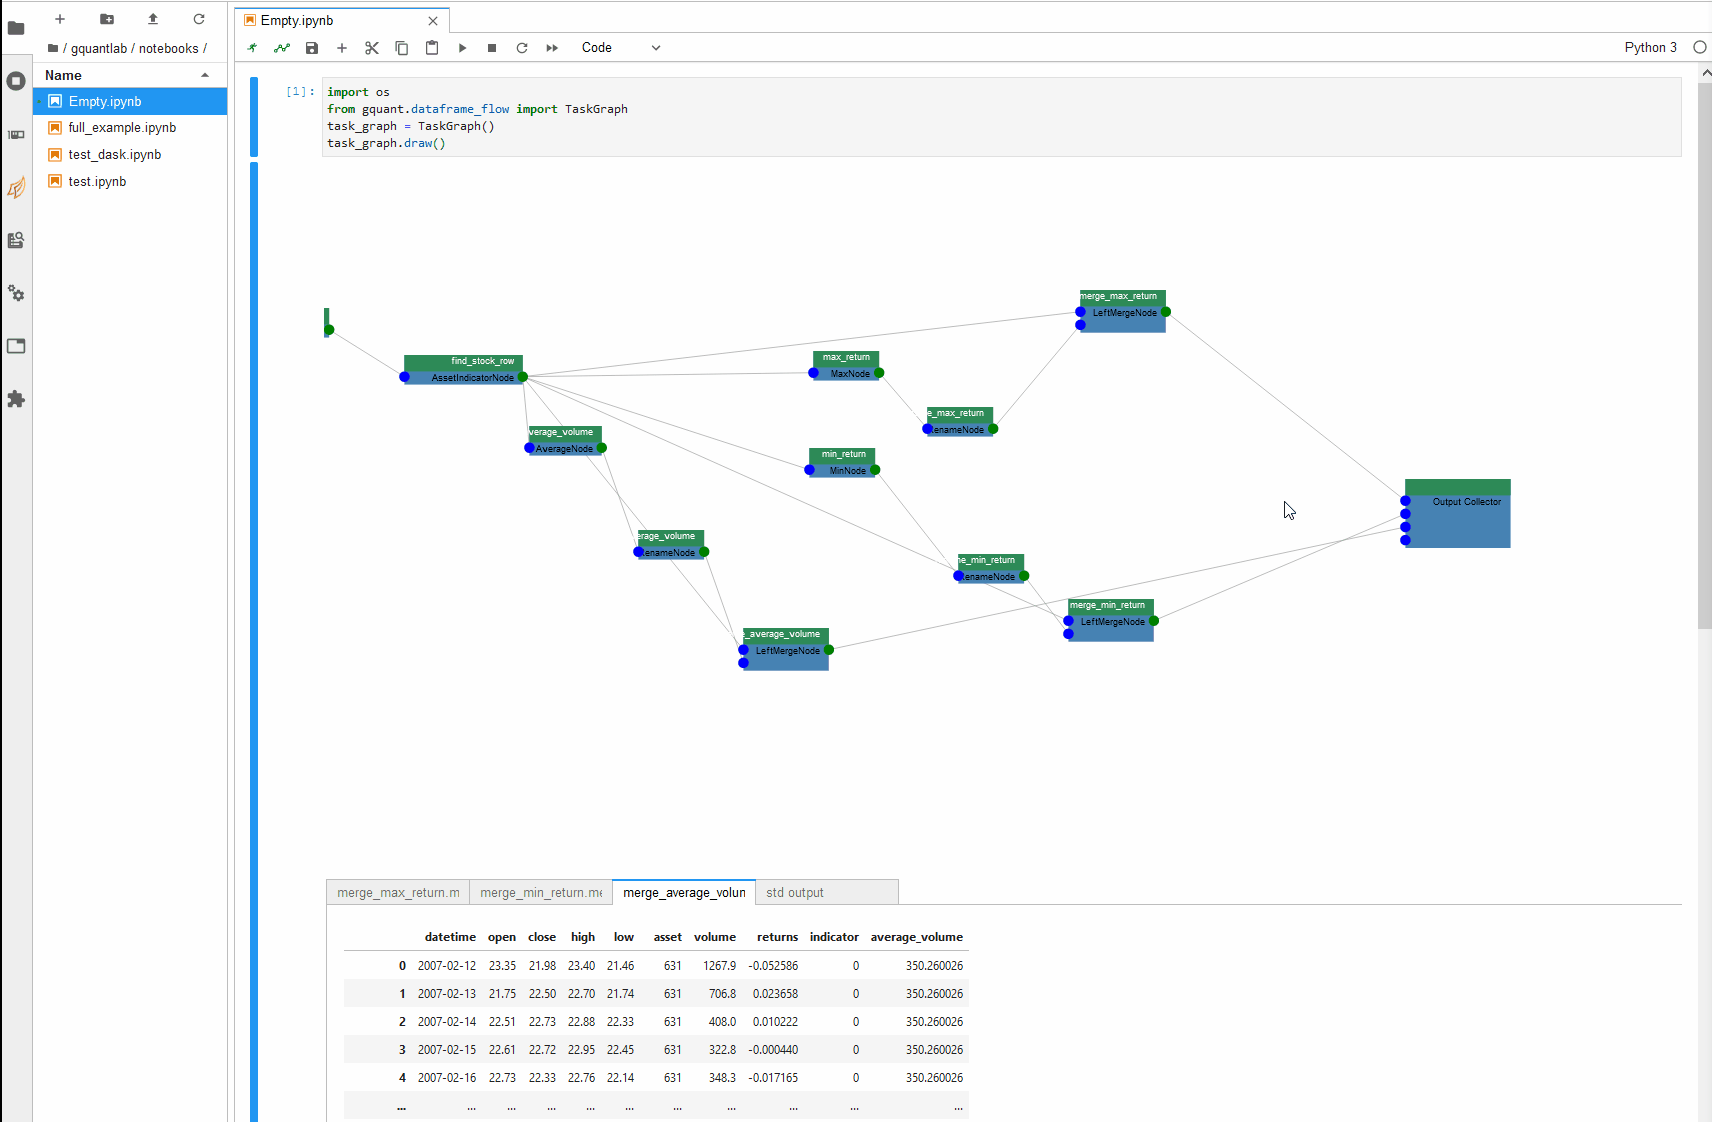 / gquantlab / notebooks /
Name
Empty.ipynb
full_example.ipynb
test_dask.ipynb
test.ipynb
Empty.ipynb
Code
Python 3
[1]:
import os
from gquant.dataframe_flow import TaskGraph
task_graph = TaskGraph()
task_graph.draw()
merge_max_return
LeftMergeNode
find_stock_row
AssetIndicatorNode
max_return
MaxNode
e_max_return
RenameNode
verage_volume
AverageNode
min_return
MinNode
Output Collector
erage_volume
RenameNode
e_min_return
RenameNode
merge_min_return
LeftMergeNode
_average_volume
LeftMergeNode
merge_max_return.m merge_min_return.me merge_average_volun std output
datetime open close high low asset volume returns indicator average_volume
0 2007-02-12 23.35 21.98 23.40 21.46 631 1267.9 -0.052586 0 350.260026
1 2007-02-13 21.75 22.50 22.70 21.74 631 706.8 0.023658 0 350.260026
2 2007-02-14 22.51 22.73 22.88 22.33 631 408.0 0.010222 0 350.260026
3 2007-02-15 22.61 22.72 22.95 22.45 631 322.8 -0.000440 0 350.260026
4 2007-02-16 22.73 22.33 22.76 22.14 631 348.3 -0.017165 0 350.260026
... ... ... ... ... ... ... ... ... ... ...